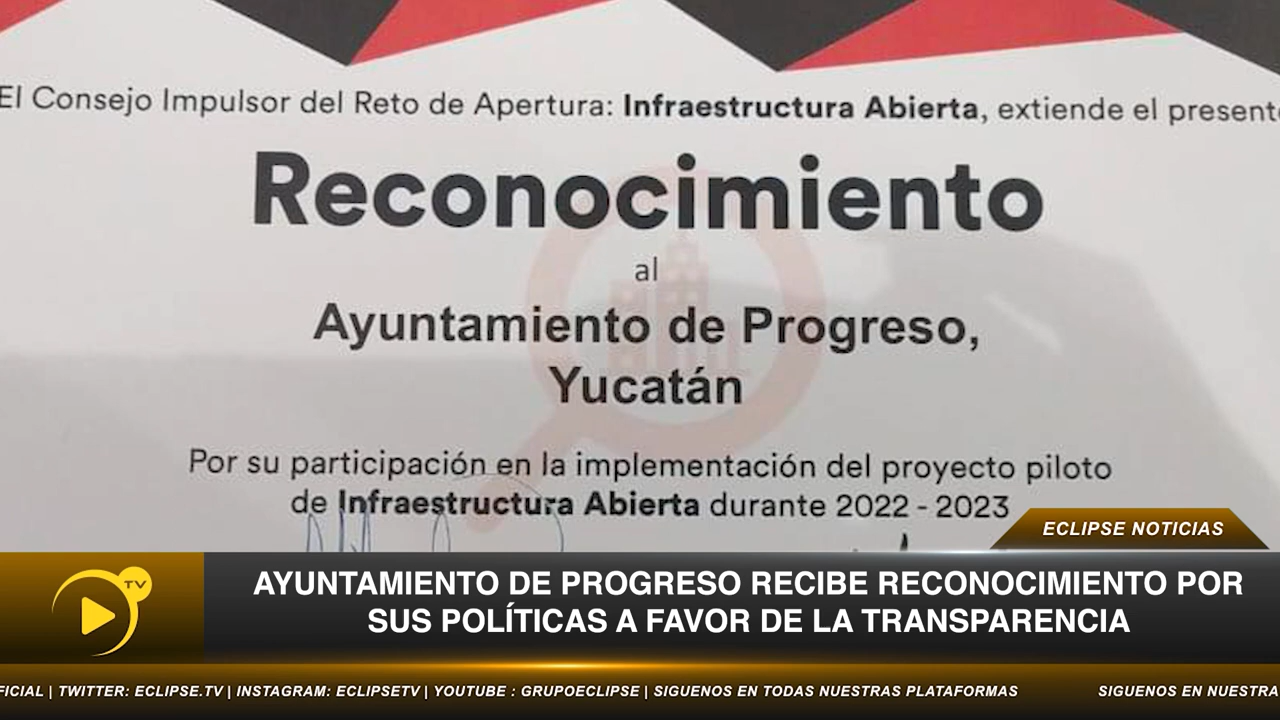 El Consejo Impulsor del Reto de Apertura: Infraestructura Abierta, extiende el presente
Reconocimiento
al
Ayuntamiento de Progreso,
Yucatán
Por su participación en la implementación del proyecto piloto
de Infraestructura Abierta durante 2022 - 2023
ECLIPSE NOTICIAS
TV
AYUNTAMIENTO DE PROGRESO RECIBE RECONOCIMIENTO POR
SUS POLÍTICAS A FAVOR DE LA TRANSPARENCIA
FICIAL | TWITTER: ECLIPSE.TV | INSTAGRAM: ECLIPSETV | YOUTUBE : GRUPOECLIPSE | SIGUENOS EN TODAS NUESTRAS PLATAFORMAS SIGUENOS EN NUESTRA